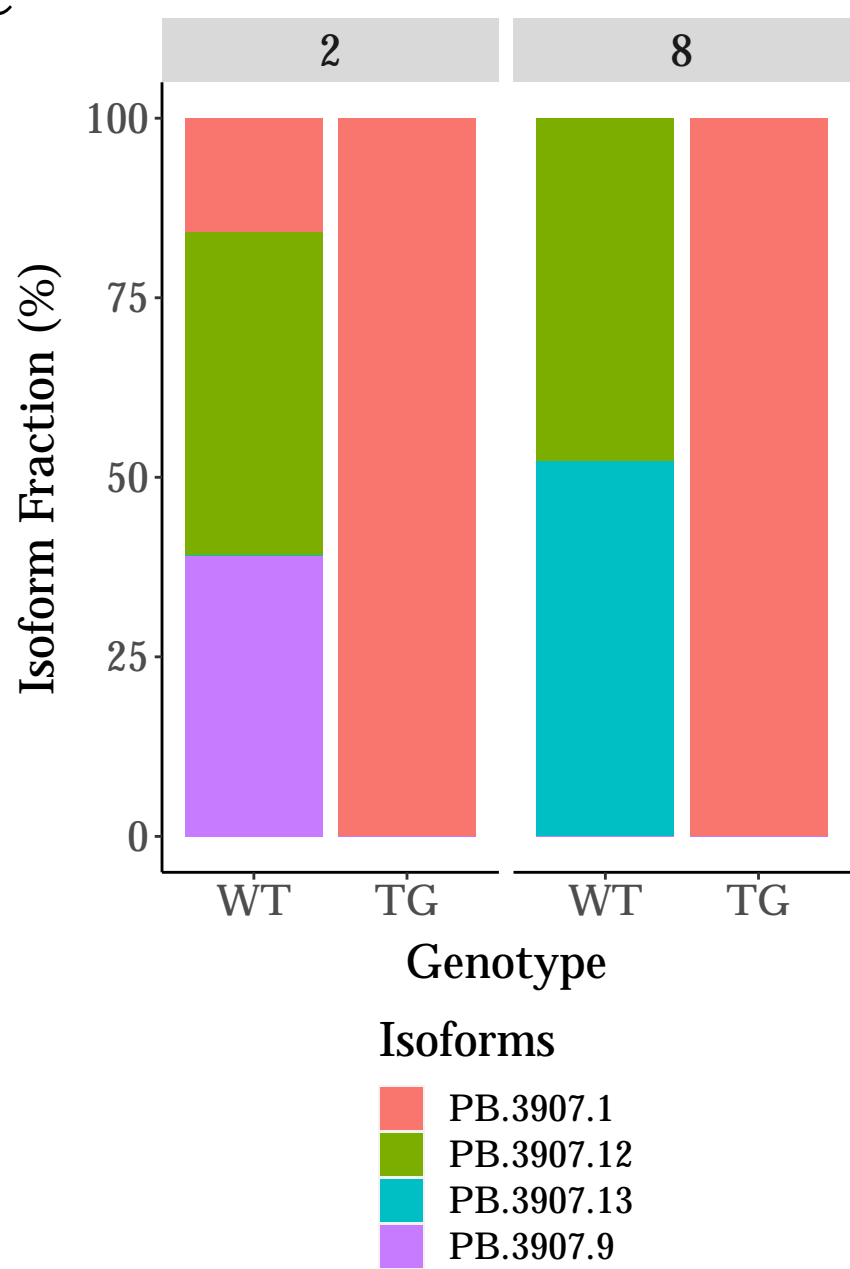 2 8
100
75
50
25
0
Isoform Fraction (%)
WT TG WT TG
Genotype
Isoforms
PB.3907.1
PB.3907.12
PB.3907.13
PB.3907.9